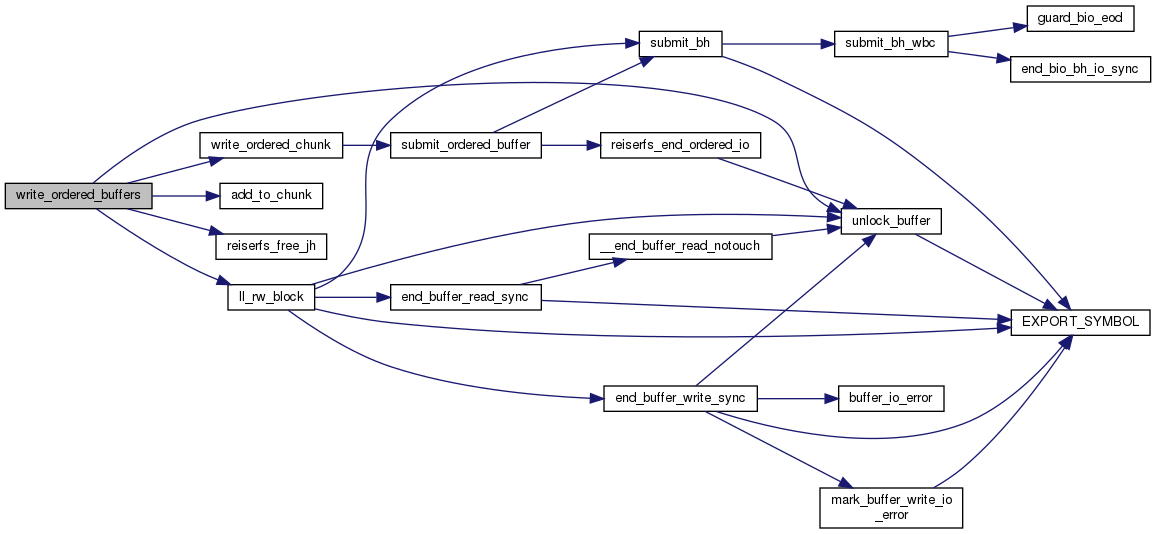 guard_bio_eod
submit_bh
submit_bh_wbc
end_bio_bh_io_sync
write_ordered_chunk
submit_ordered_buffer
reiserfs_end_ordered_io
write_ordered_buffers
add_to_chunk
unlock_buffer
reiserfs_free_jh
__end_buffer_read_notouch
ll_rw_block
end_buffer_read_sync
EXPORT_SYMBOL
end_buffer_write_sync
buffer_io_error
mark_buffer_write_io
_error